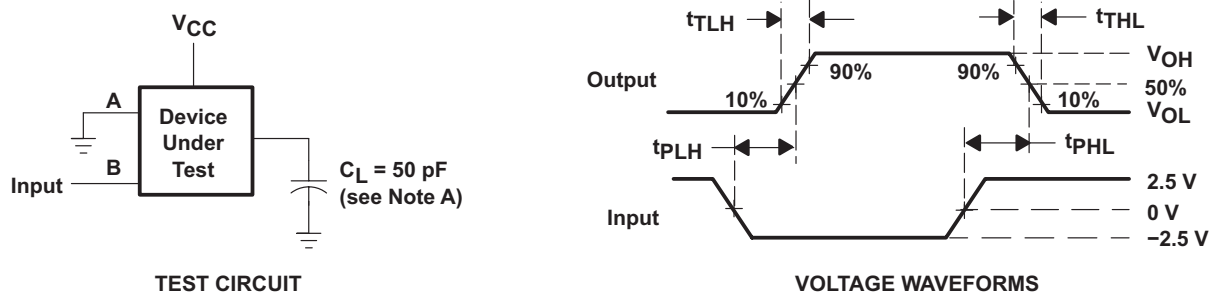 VCC
A
B
Input
Device
Under
Test
CL = 50 pF
(see Note A)
TEST CIRCUIT
tTLH
tTHL
Output
10%
90%
90%
10%
VOH
50%
VOL
tPLH
tPHL
Input
2.5 V
0 V
−2.5 V
VOLTAGE WAVEFORMS